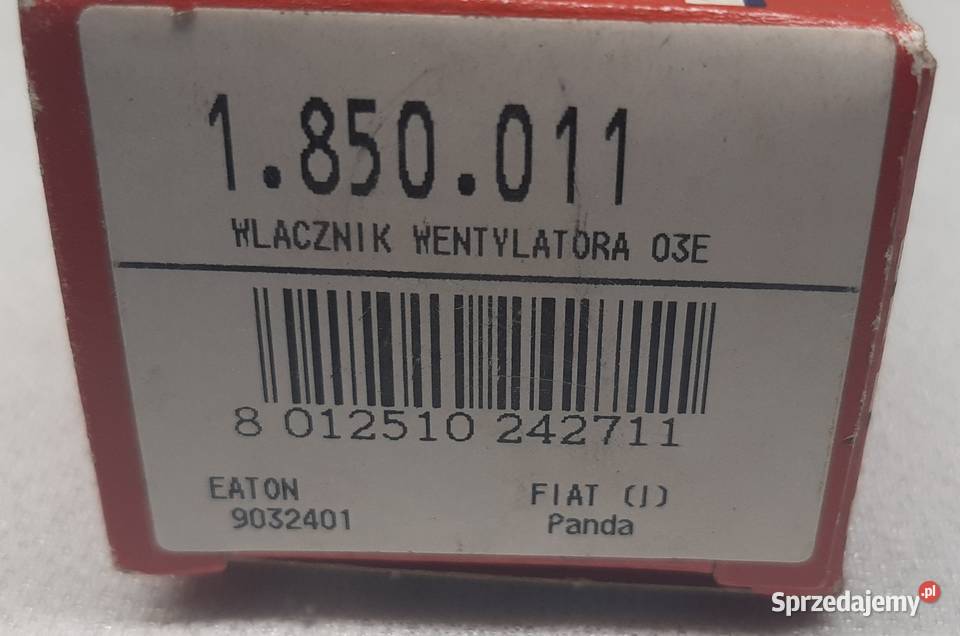 1.850.011
WLACZNIK WENTYLATORA 03E
8 012510 242711
EATON
9032401
FIAT (I)
Panda
Sprzedajemy.pl